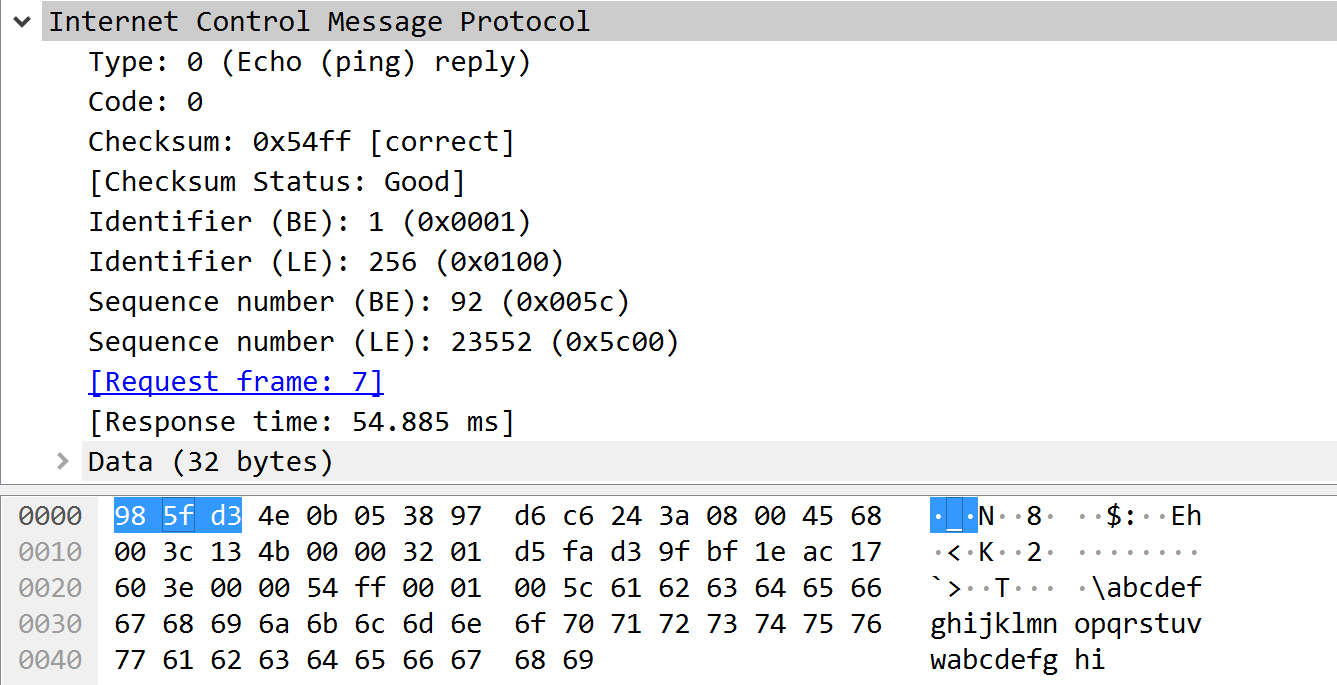 Internet Control Message Protocol
Type: 0 (Echo (ping) reply)
Code: 0
Checksum: 0x54ff [correct]
[Checksum Status: Good]
Identifier (BE): 1 (0x0001)
Identifier (LE): 256 (0x0100)
Sequence number (BE): 92 (0x005c)
Sequence number (LE): 23552 (0x5c00)
[Request frame: 7]
[Response time: 54.885 ms]
Data (32 bytes)
0000 98 5f d3 4e 0b 05 38 97 d6 c6 24 3a 08 00 45 68 ·_·N··8· ··$:··Eh
0010 00 3c 13 4b 00 00 32 01 d5 fa d3 9f bf 1e ac 17 ·<·K··2· ········
0020 60 3e 00 00 54 ff 00 01 00 5c 61 62 63 64 65 66 `>··T··· ·\abcdef
0030 67 68 69 6a 6b 6c 6d 6e 6f 70 71 72 73 74 75 76 ghijklmn opqrstuv
0040 77 61 62 63 64 65 66 67 68 69 wabcdefg hi